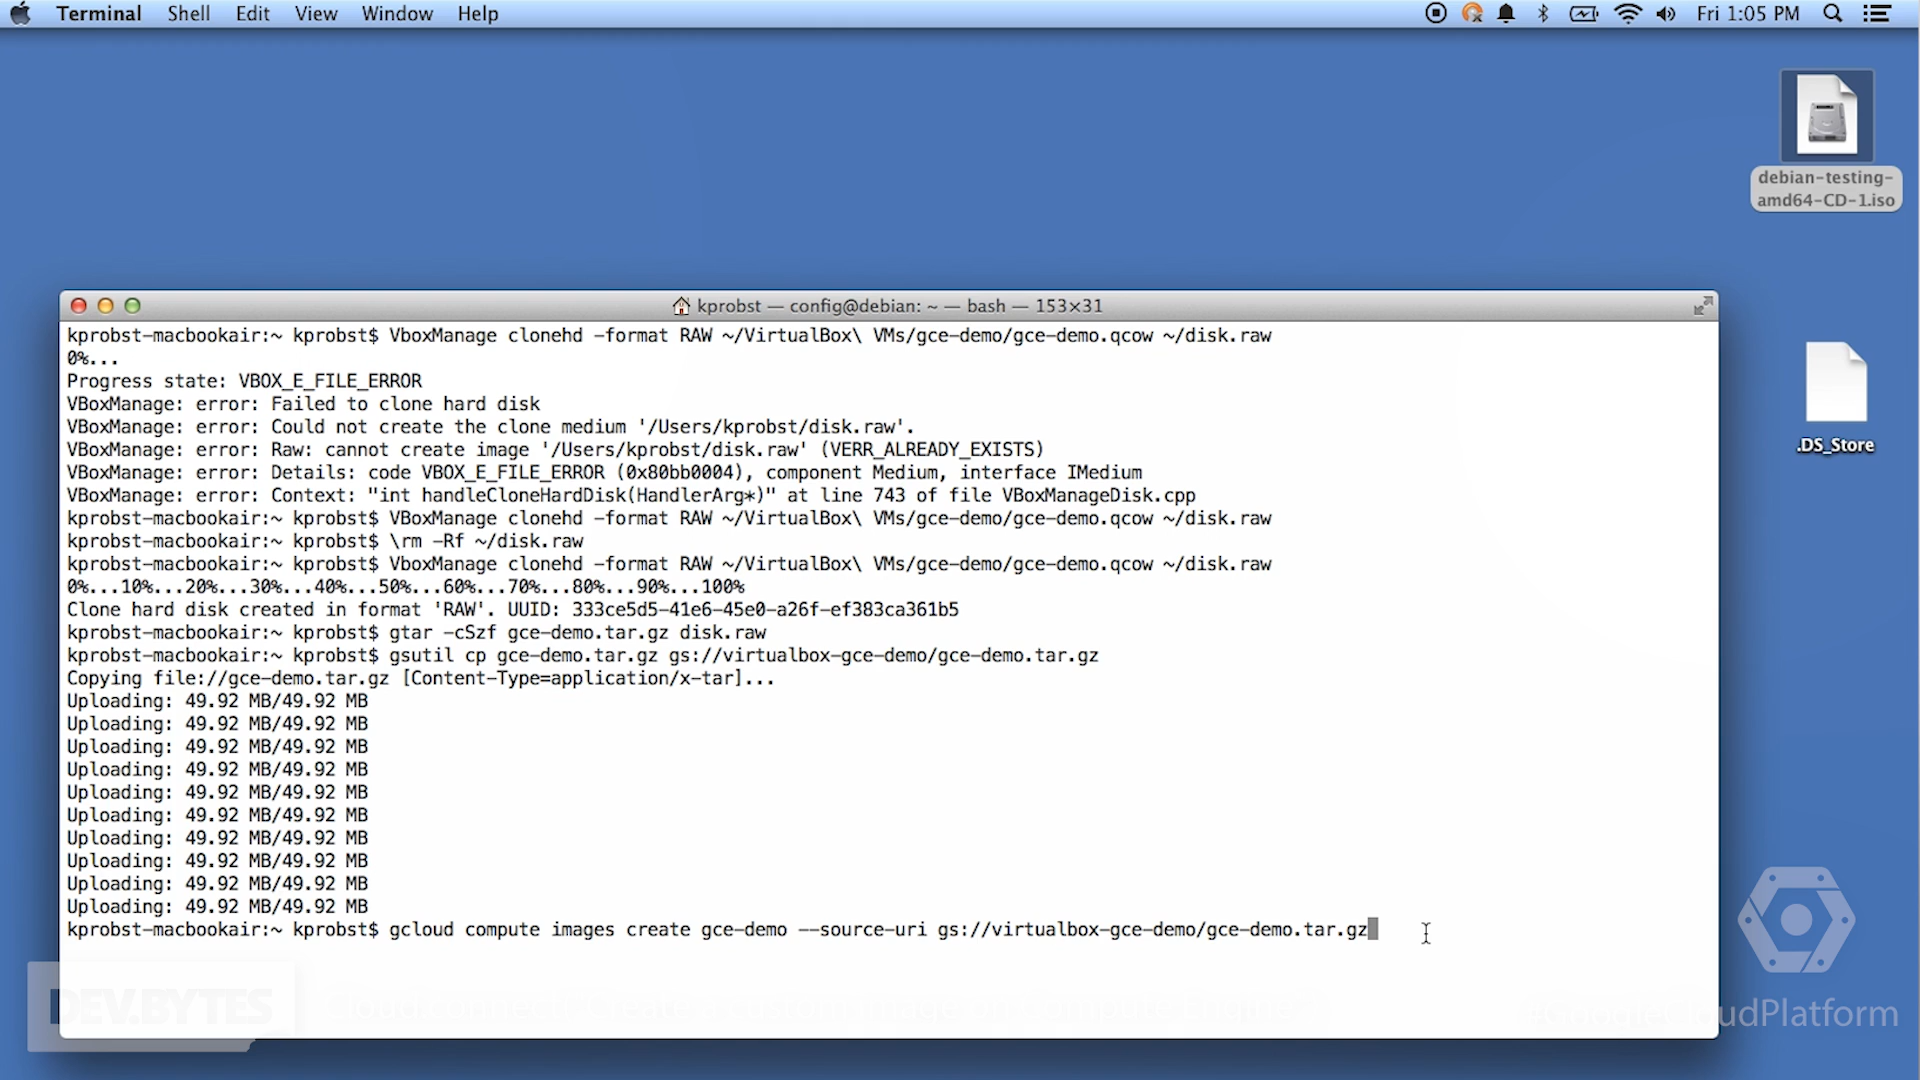 Terminal Shell Edit View Window Help Fri 1:05 PM
debian-testing-
amd64-CD-1.iso
.DS_Store
kprobst — config@debian: ~ — bash — 153×31
kprobst-macbookair:~ kprobst$ VboxManage clonehd -format RAW ~/VirtualBox\ VMs/gce-demo/gce-demo.qcow ~/disk.raw
0%...
Progress state: VBOX_E_FILE_ERROR
VBoxManage: error: Failed to clone hard disk
VBoxManage: error: Could not create the clone medium '/Users/kprobst/disk.raw'.
VBoxManage: error: Raw: cannot create image '/Users/kprobst/disk.raw' (VERR_ALREADY_EXISTS)
VBoxManage: error: Details: code VBOX_E_FILE_ERROR (0x80bb0004), component Medium, interface IMedium
VBoxManage: error: Context: "int handleCloneHardDisk(HandlerArg*)" at line 743 of file VBoxManageDisk.cpp
kprobst-macbookair:~ kprobst$ VBoxManage clonehd -format RAW ~/VirtualBox\ VMs/gce-demo/gce-demo.qcow ~/disk.raw
kprobst-macbookair:~ kprobst$ \rm -Rf ~/disk.raw
kprobst-macbookair:~ kprobst$ VBoxManage clonehd -format RAW ~/VirtualBox\ VMs/gce-demo/gce-demo.qcow ~/disk.raw
0%...10%...20%...30%...40%...50%...60%...70%...80%...90%...100%
Clone hard disk created in format 'RAW'. UUID: 333ce5d5-41e6-45e0-a26f-ef383ca361b5
kprobst-macbookair:~ kprobst$ gtar -cSzf gce-demo.tar.gz disk.raw
kprobst-macbookair:~ kprobst$ gsutil cp gce-demo.tar.gz gs://virtualbox-gce-demo/gce-demo.tar.gz
Copying file://gce-demo.tar.gz [Content-Type=application/x-tar]...
Uploading: 49.92 MB/49.92 MB
Uploading: 49.92 MB/49.92 MB
Uploading: 49.92 MB/49.92 MB
Uploading: 49.92 MB/49.92 MB
Uploading: 49.92 MB/49.92 MB
Uploading: 49.92 MB/49.92 MB
Uploading: 49.92 MB/49.92 MB
Uploading: 49.92 MB/49.92 MB
Uploading: 49.92 MB/49.92 MB
Uploading: 49.92 MB/49.92 MB
kprobst-macbookair:~ kprobst$ gcloud compute images create gce-demo --source-uri gs://virtualbox-gce-demo/gce-demo.tar.gz
DEV.BYTES
#GoogleCloudPlatform